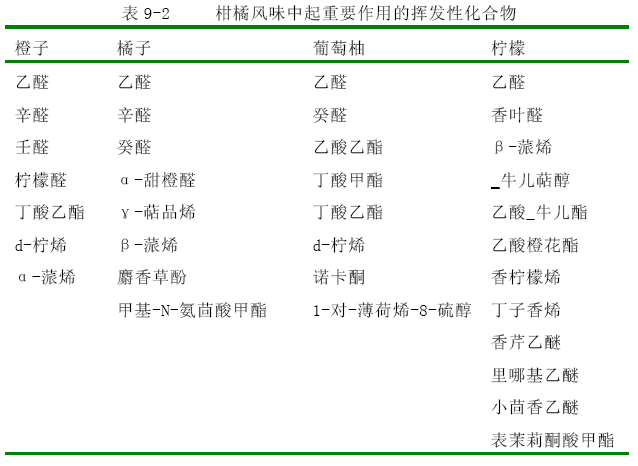 表 9-2 柑橘风味中起重要作用的挥发性化合物
橙子 橘子 葡萄柚 柠檬
乙醛 乙醛 乙醛 乙醛
辛醛 辛醛 癸醛 香叶醛
壬醛 癸醛 乙酸乙酯 β-蒎烯
柠檬醛 α-甜橙醛 丁酸甲酯 _牛儿萜醇
丁酸乙酯 γ-萜品烯 丁酸乙酯 乙酸_牛儿酯
d-柠烯 β-蒎烯 d-柠烯 乙酸橙花酯
α-蒎烯 麝香草酚 诺卡酮 香柠檬烯
甲基-N-氨茴酸甲酯 1-对-薄荷烯-8-硫醇 丁子香烯
香芹乙醚
里哪基乙醚
小茴香乙醚
表茉莉酮酸甲酯